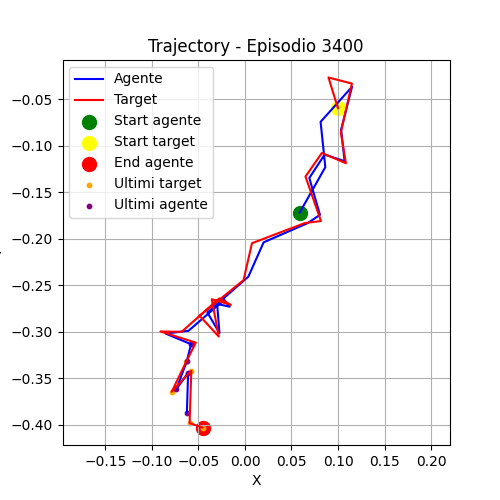 Trajectory - Episodio 3400
Agente
Target
Start agente
Start target
End agente
Ultimi target
Ultimi agente
−0.05
−0.10
−0.15
−0.20
−0.25
−0.30
−0.35
−0.40
−0.15
−0.10
−0.05
0.00
0.05
0.10
0.15
0.20
X